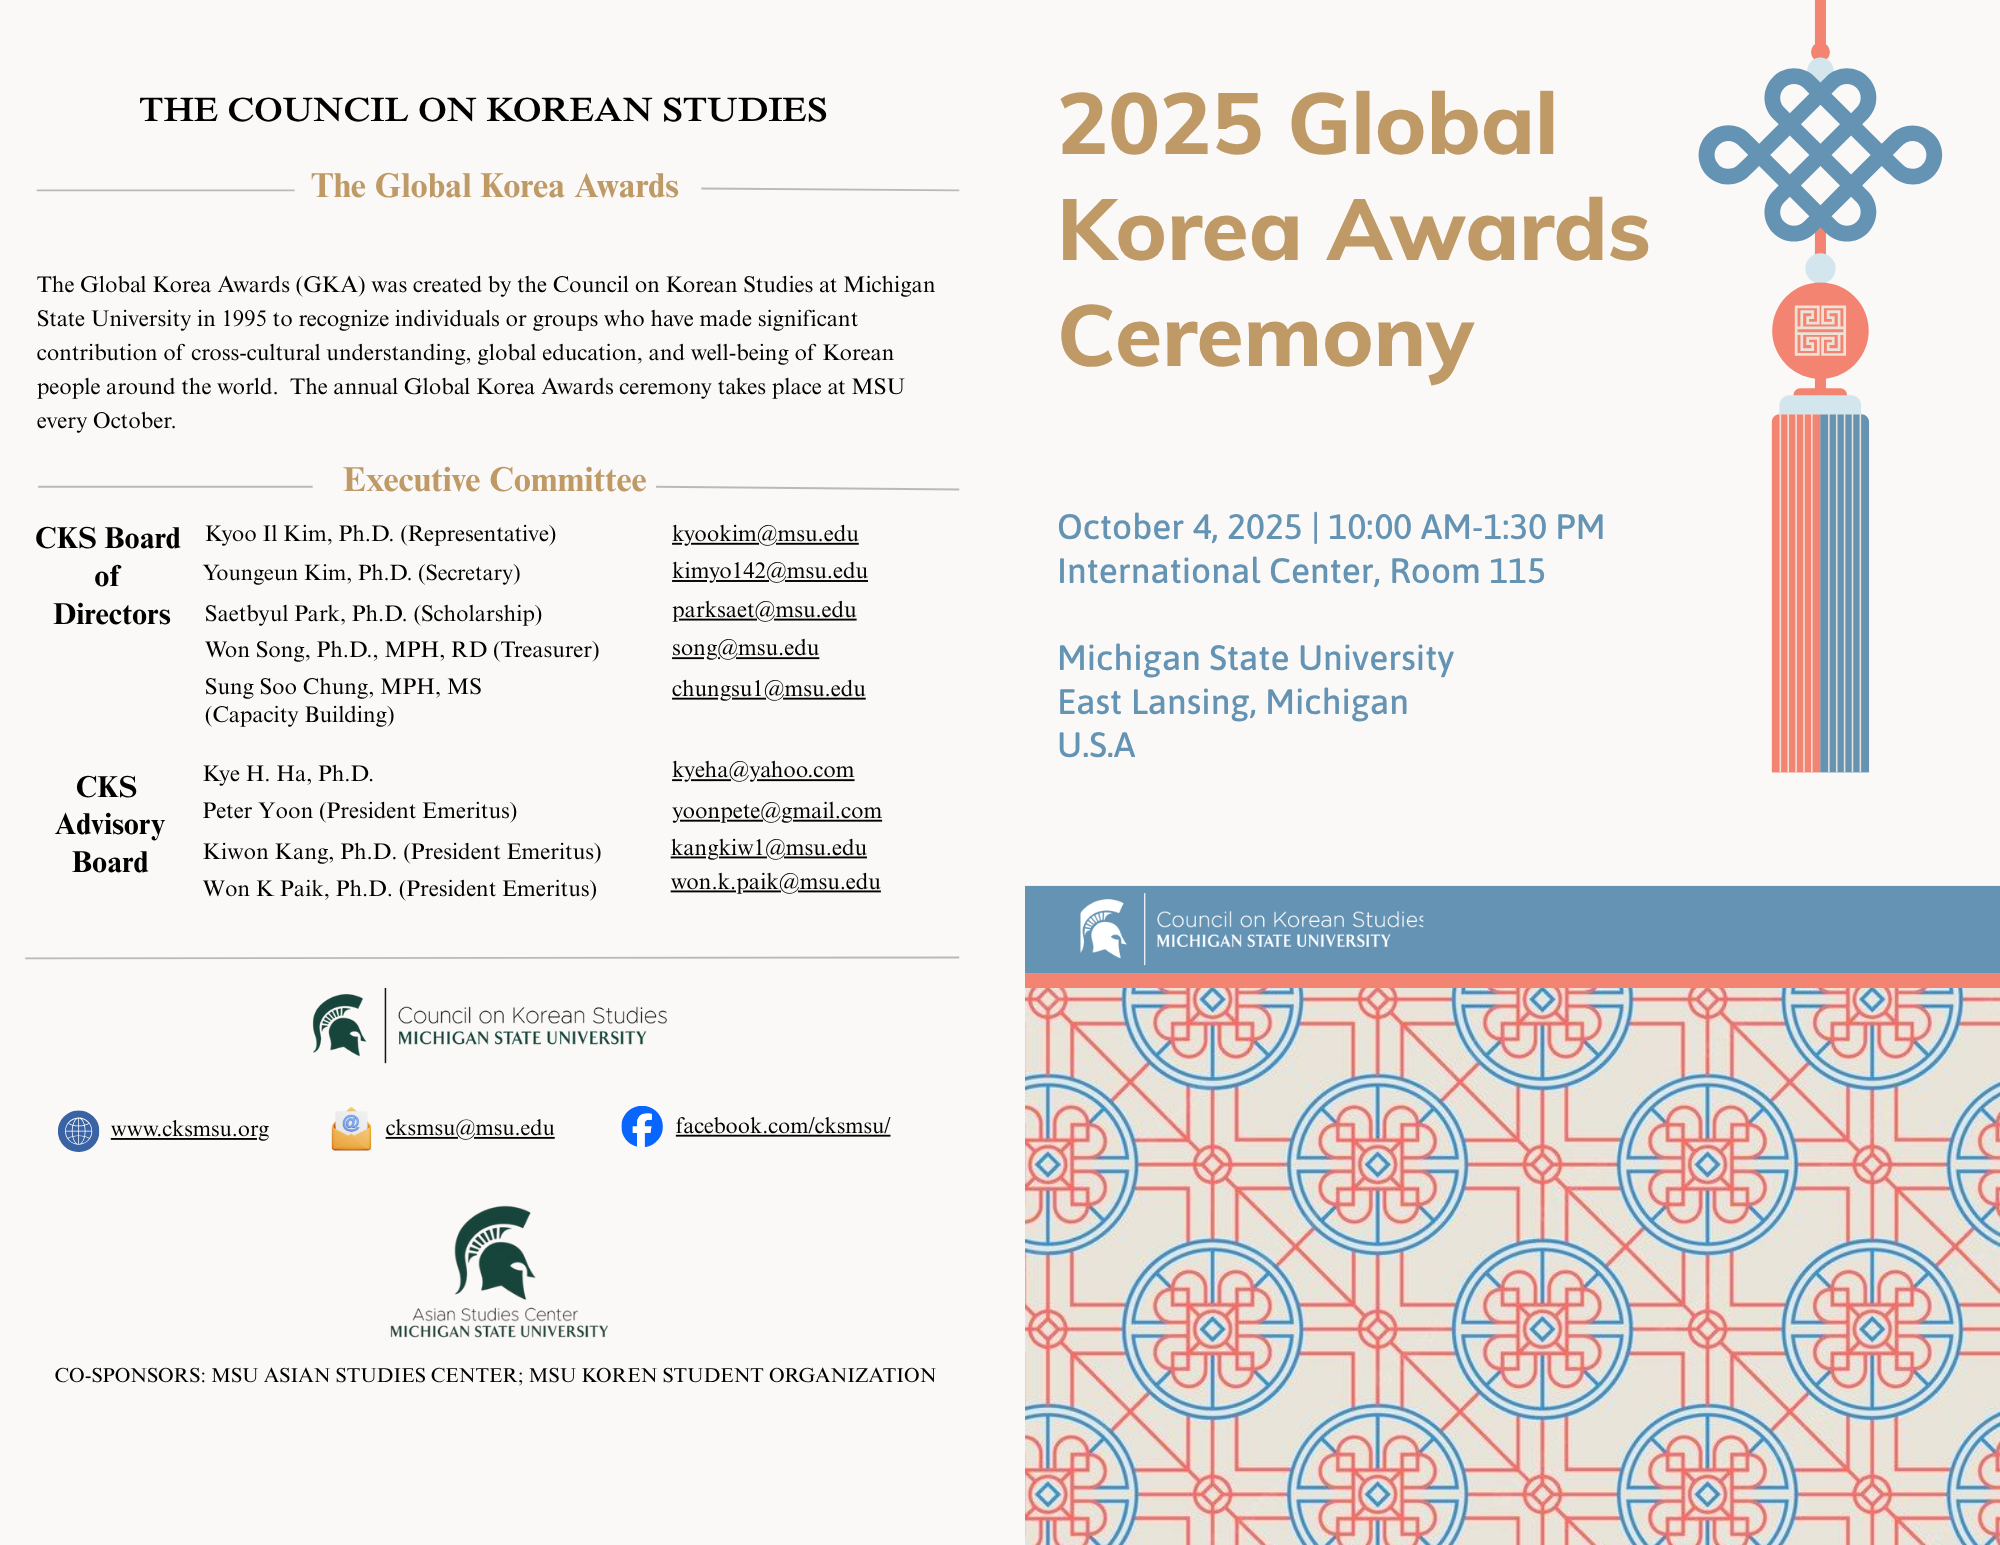 THE COUNCIL ON KOREAN STUDIES
The Global Korea Awards
The Global Korea Awards (GKA) was created by the Council on Korean Studies at Michigan
State University in 1995 to recognize individuals or groups who have made significant
contribution of cross-cultural understanding, global education, and well-being of Korean
people around the world.  The annual Global Korea Awards ceremony takes place at MSU
every October.
Executive Committee
CKS Board
of
Directors
Kyoo Il Kim, Ph.D. (Representative) kyookim@msu.edu
Youngeun Kim, Ph.D. (Secretary) kimyo142@msu.edu
Saetbyul Park, Ph.D. (Scholarship) parksaet@msu.edu
Won Song, Ph.D., MPH, RD (Treasurer) song@msu.edu
Sung Soo Chung, MPH, MS chungsu1@msu.edu
(Capacity Building)
CKS
Advisory
Board
Kye H. Ha, Ph.D. kyeha@yahoo.com
Peter Yoon (President Emeritus) yoonpete@gmail.com
Kiwon Kang, Ph.D. (President Emeritus) kangkiw1@msu.edu
Won K Paik, Ph.D. (President Emeritus) won.k.paik@msu.edu
Council on Korean Studies
MICHIGAN STATE UNIVERSITY
www.cksmsu.org cksmsu@msu.edu facebook.com/cksmsu/
Asian Studies Center
MICHIGAN STATE UNIVERSITY
CO-SPONSORS: MSU ASIAN STUDIES CENTER; MSU KOREN STUDENT ORGANIZATION
2025 Global
Korea Awards
Ceremony
October 4, 2025 | 10:00 AM-1:30 PM
International Center, Room 115
Michigan State University
East Lansing, Michigan
U.S.A
Council on Korean Studies
MICHIGAN STATE UNIVERSITY